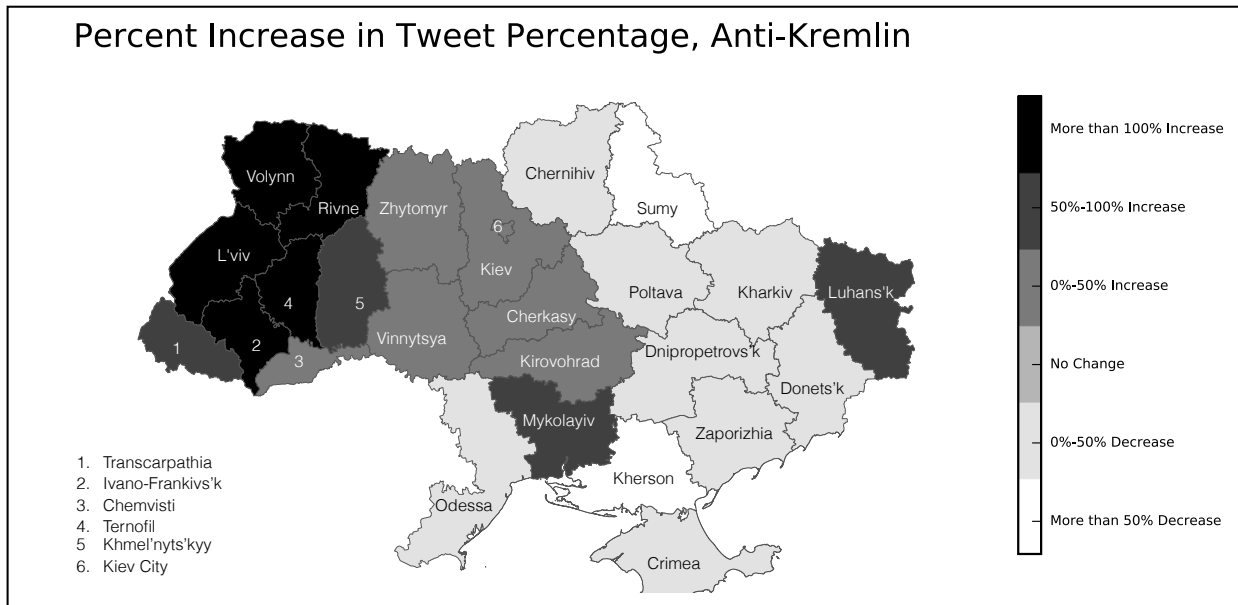 Percent Increase in Tweet Percentage, Anti-Kremlin
More than 100% Increase
50%-100% Increase
0%-50% Increase
No Change
0%-50% Decrease
More than 50% Decrease
Volynn
Rivne
Zhytomyr
Chernihiv
Sumy
6
L'viv
Kiev
4
5
Poltava
Kharkiv
Luhans'k
Cherkasy
1
2
3
Vinnytsya
Kirovohrad
Dnipropetrovs'k
Donets'k
Mykolayiv
Zaporizhia
Kherson
Odessa
Crimea
1. Transcarpathia
2. Ivano-Frankivs'k
3. Chemvisti
4. Ternofil
5 Khmel'nyts'kyy
6. Kiev City